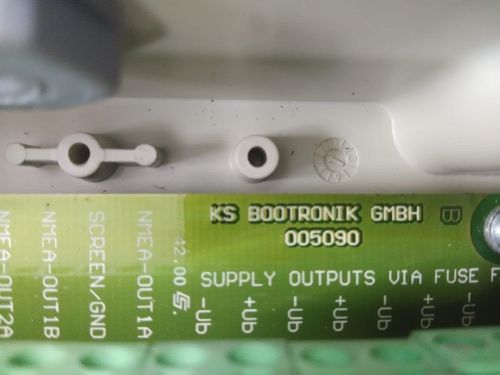 KS BOOTRONIK GMBH
005090
B
SUPPLY OUTPUTS VIA FUSE F
NMEA-OUT2A
NMEA-OUT1B
SCREEN/GND
NMEA-OUT1A
42.00
-Ub
+Ub
-Ub
+Ub
-Ub
+Ub
-Ub